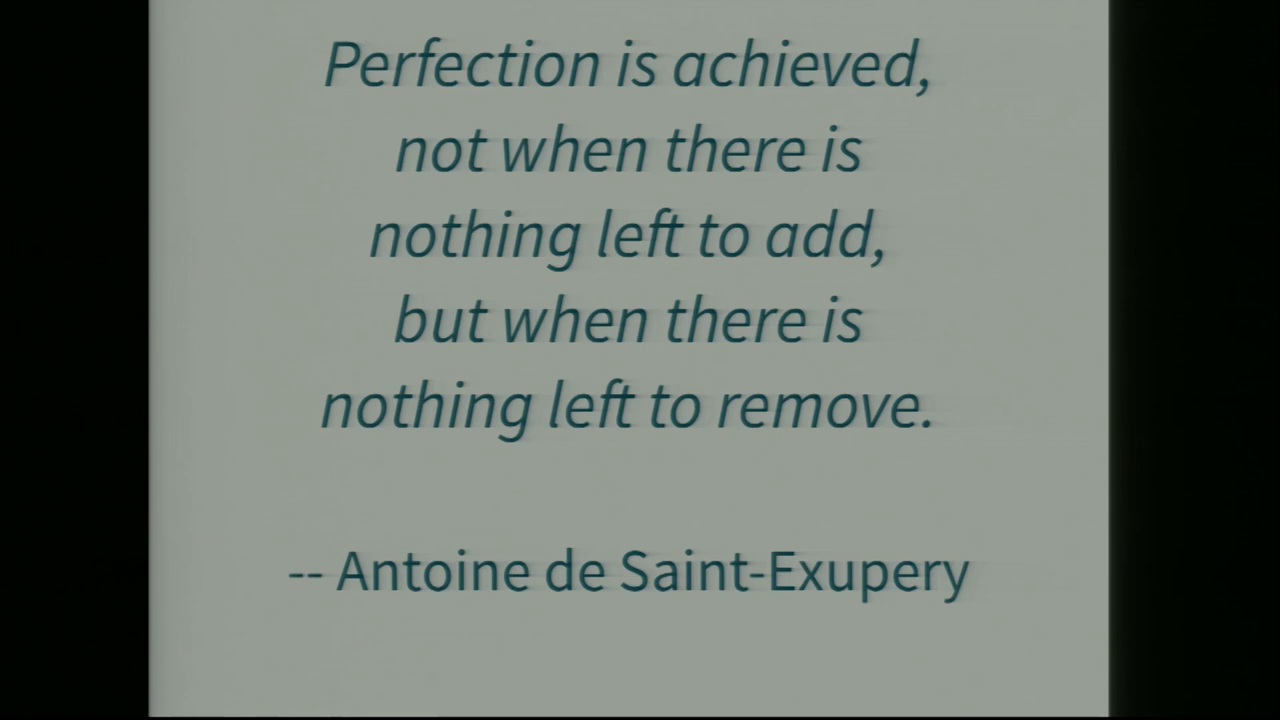 Perfection is achieved,
not when there is
nothing left to add,
but when there is
nothing left to remove.
-- Antoine de Saint-Exupery